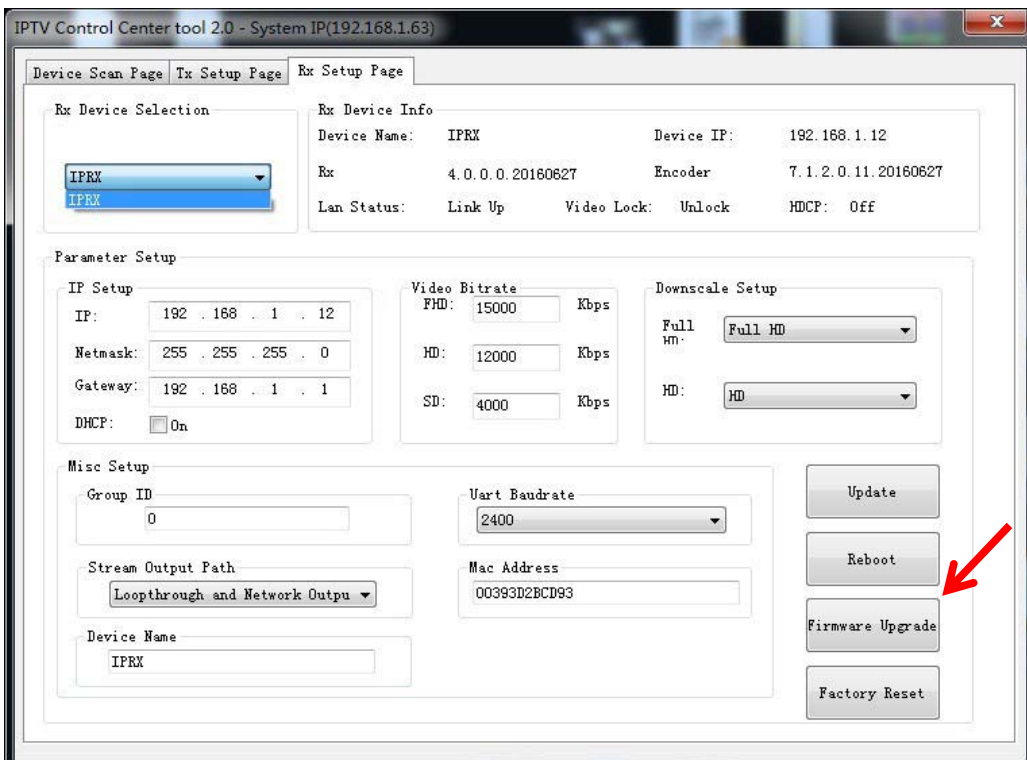 IPTV Control Center tool 2.0 - System IP(192.168.1.63)
Device Scan Page Tx Setup Page Rx Setup Page
Rx Device Selection
IPRX
IPRX
Rx Device Info
Device Name: IPRX Device IP: 192.168.1.12
Rx 4.0.0.0.20160627 Encoder 7.1.2.0.11.20160627
Lan Status: Link Up Video Lock: Unlock HDCP: Off
Parameter Setup
IP Setup
IP: 192 . 168 . 1 . 12
Netmask: 255 . 255 . 255 . 0
Gateway: 192 . 168 . 1 . 1
DHCP: On
Video Bitrate
FHD: 15000 Kbps
HD: 12000 Kbps
SD: 4000 Kbps
Downscale Setup
Full HD: Full HD
HD: HD
Misc Setup
Group ID
0
Uart Baudrate
2400
Stream Output Path
Loopthrough and Network Outpu
Mac Address
00393D2BCD93
Device Name
IPRX
Update
Reboot
Firmware Upgrade
Factory Reset